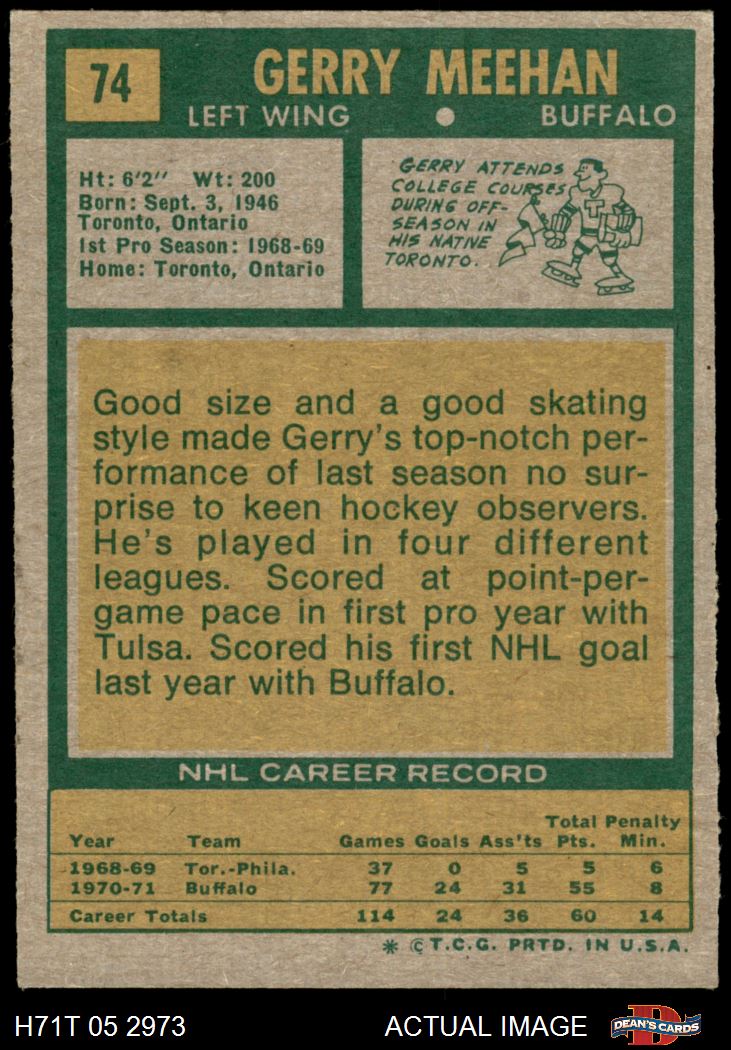 74
GERRY MEEHAN
LEFT WING
BUFFALO
Ht: 6'2" Wt: 200
Born: Sept. 3, 1946
Toronto, Ontario
1st Pro Season: 1968-69
Home: Toronto, Ontario
GERRY ATTENDS
COLLEGE COURSES
DURING OFF-
SEASON IN
HIS NATIVE
TORONTO.
T
Good size and a good skating
style made Gerry's top-notch per-
formance of last season no sur-
prise to keen hockey observers.
He's played in four different
leagues. Scored at point-per-
game pace in first pro year with
Tulsa. Scored his first NHL goal
last year with Buffalo.
NHL CAREER RECORD
Total Penalty
Year Team Games Goals Ass'ts Pts. Min.
1968-69 Tor.-Phila. 37 0 5 5 6
1970-71 Buffalo 77 24 31 55 8
Career Totals 114 24 36 60 14
* © T.C.G. PRTD. IN U.S.A.
H71T 05 2973
ACTUAL IMAGE
D
DEAN'S CARDS